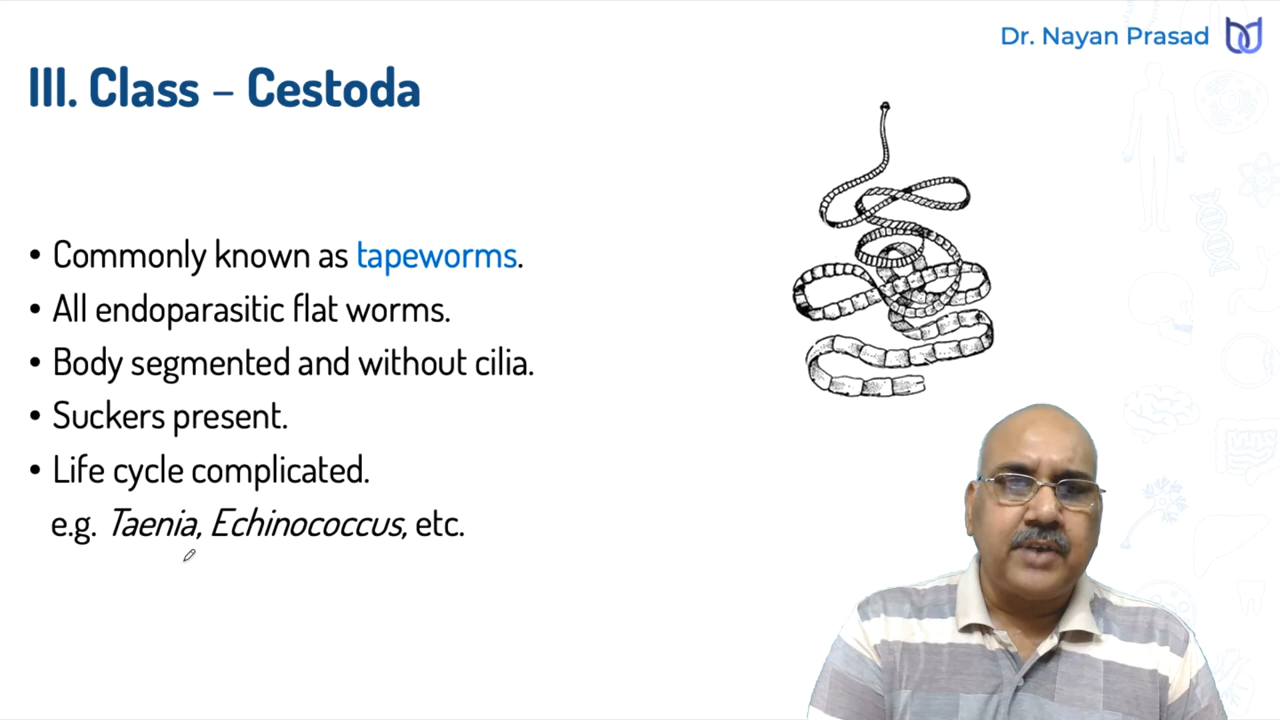 Dr. Nayan Prasad
III. Class – Cestoda
• Commonly known as tapeworms.
• All endoparasitic flat worms.
• Body segmented and without cilia.
• Suckers present.
• Life cycle complicated.
e.g. Taenia, Echinococcus, etc.